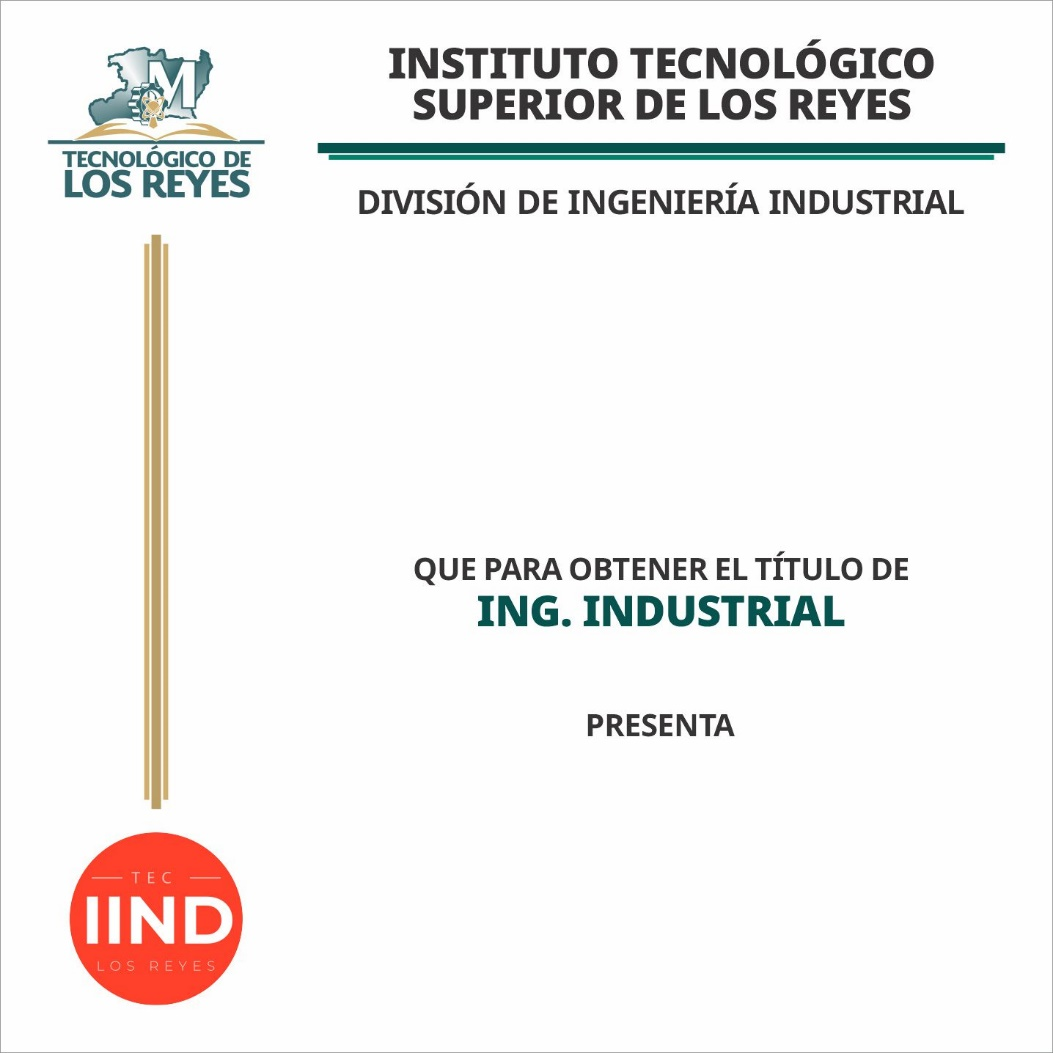 M
TECNOLÓGICO DE
LOS REYES
INSTITUTO TECNOLÓGICO
SUPERIOR DE LOS REYES
DIVISIÓN DE INGENIERÍA INDUSTRIAL
QUE PARA OBTENER EL TÍTULO DE
ING. INDUSTRIAL
PRESENTA
TEC
IIND
LOS REYES